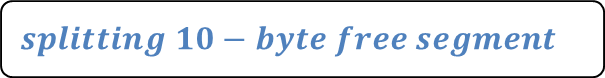 splitting 10 − byte free segment